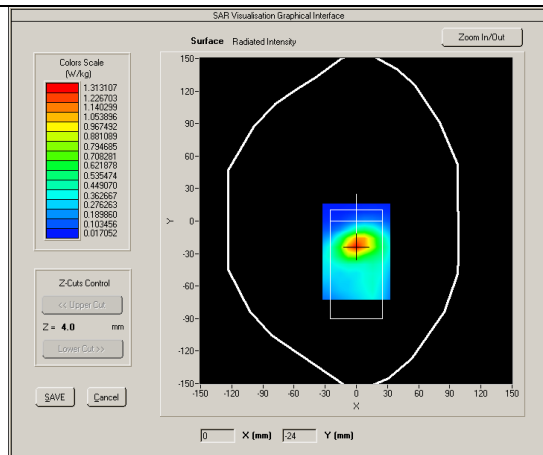 SAR Visualisation Graphical Interface
Surface Radiated Intensity
Zoom In/Out
Colors Scale
(W/kg)
1.313107
1.226703
1.140299
1.053896
0.967492
0.881089
0.794685
0.708281
0.621878
0.535474
0.449070
0.362667
0.276263
0.189860
0.103456
0.017052
Z-Cuts Control
<< Upper Cut
Z = 4.0 mm
Lower Cut >>
SAVE Cancel
150-
120-
90-
60-
30-
0-
-30-
-60-
-90-
-120-
-150-
Y
-150 -120 -90 -60 -30 0 30 60 90 120 150
X
0 X (mm) -24 Y (mm)